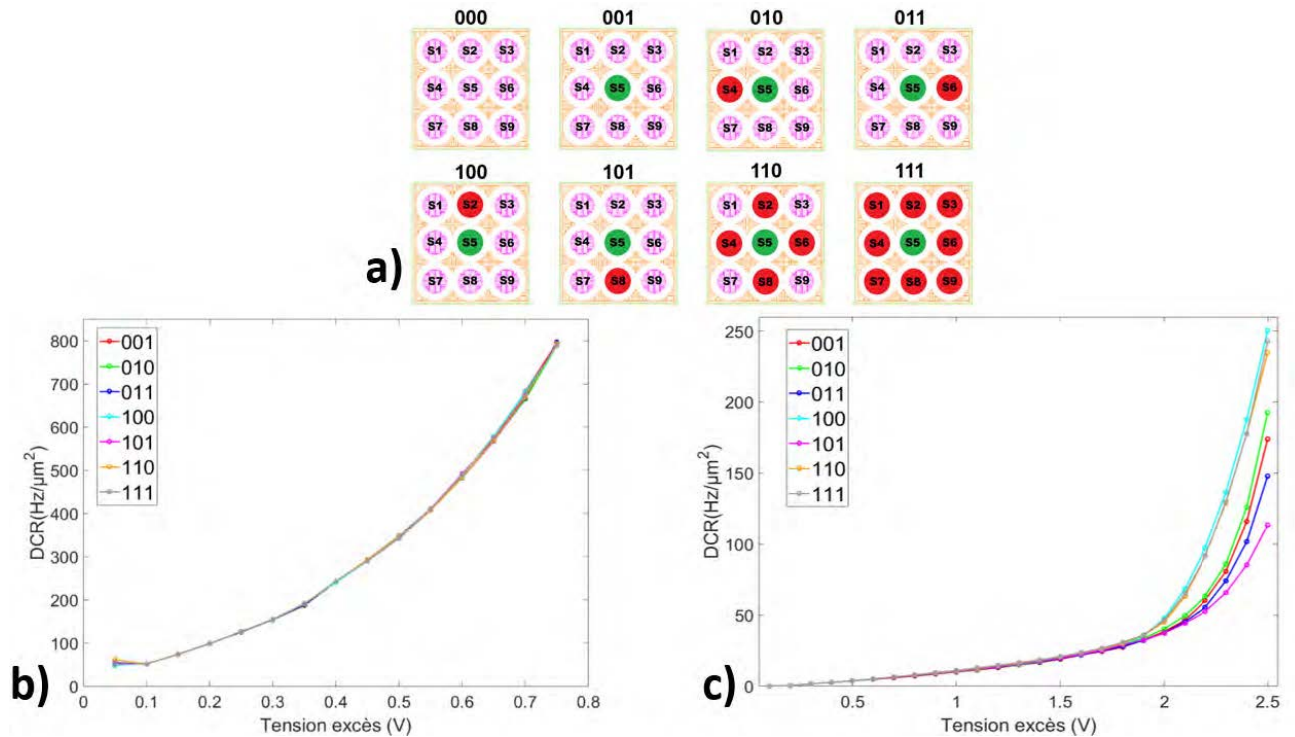 000 001 010 011
S1 S2 S3 S1 S2 S3 S1 S2 S3 S1 S2 S3
S4 S5 S6 S4 S5 S6 S4 S5 S6 S4 S5 S6
S7 S8 S9 S7 S8 S9 S7 S8 S9 S7 S8 S9
100 101 110 111
S1 S2 S3 S1 S2 S3 S1 S2 S3 S1 S2 S3
S4 S5 S6 S4 S5 S6 S4 S5 S6 S4 S5 S6
S7 S8 S9 S7 S8 S9 S7 S8 S9 S7 S8 S9
a)
800
700
600
500
400
300
200
100
0
DCR(Hz/µm²)
001
010
011
100
101
110
111
0 0.1 0.2 0.3 0.4 0.5 0.6 0.7 0.8
Tension excès (V)
b)
250
200
150
100
50
0
DCR(Hz/µm²)
001
010
011
100
101
110
111
0.5 1 1.5 2 2.5
Tension excès (V)
c)